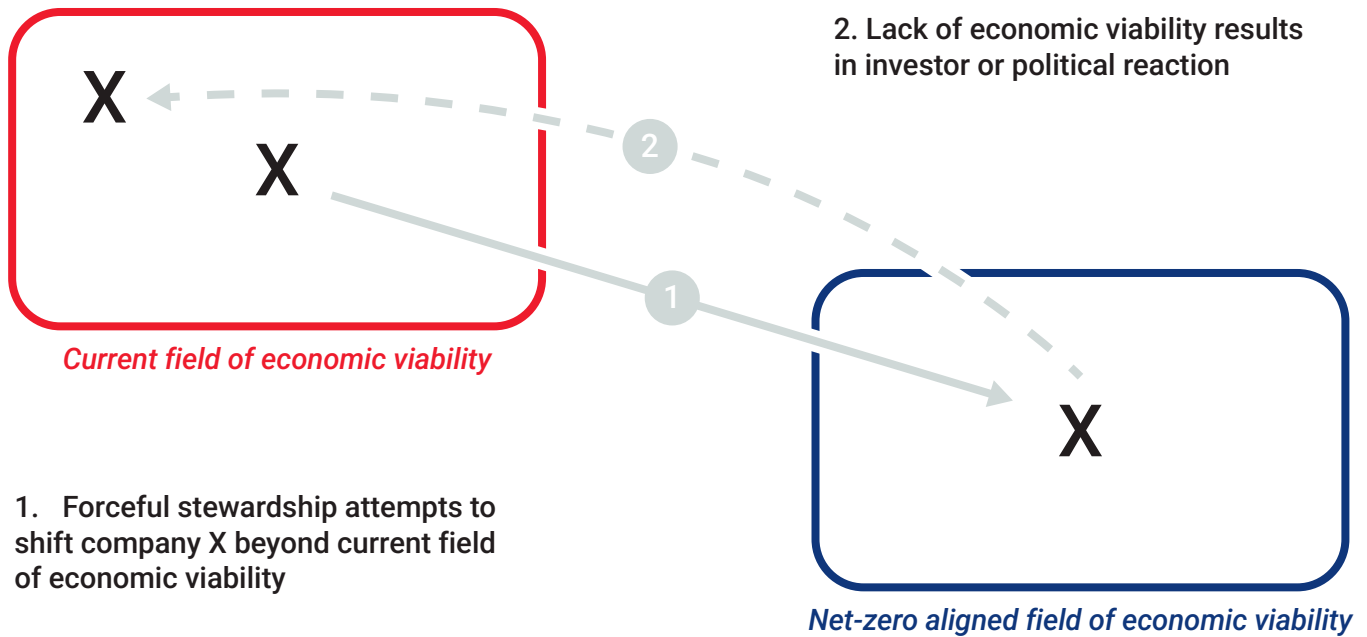 2. Lack of economic viability results
in investor or political reaction
X
X
2
1
Current field of economic viability
X
1. Forceful stewardship attempts to
shift company X beyond current field
of economic viability
Net-zero aligned field of economic viability